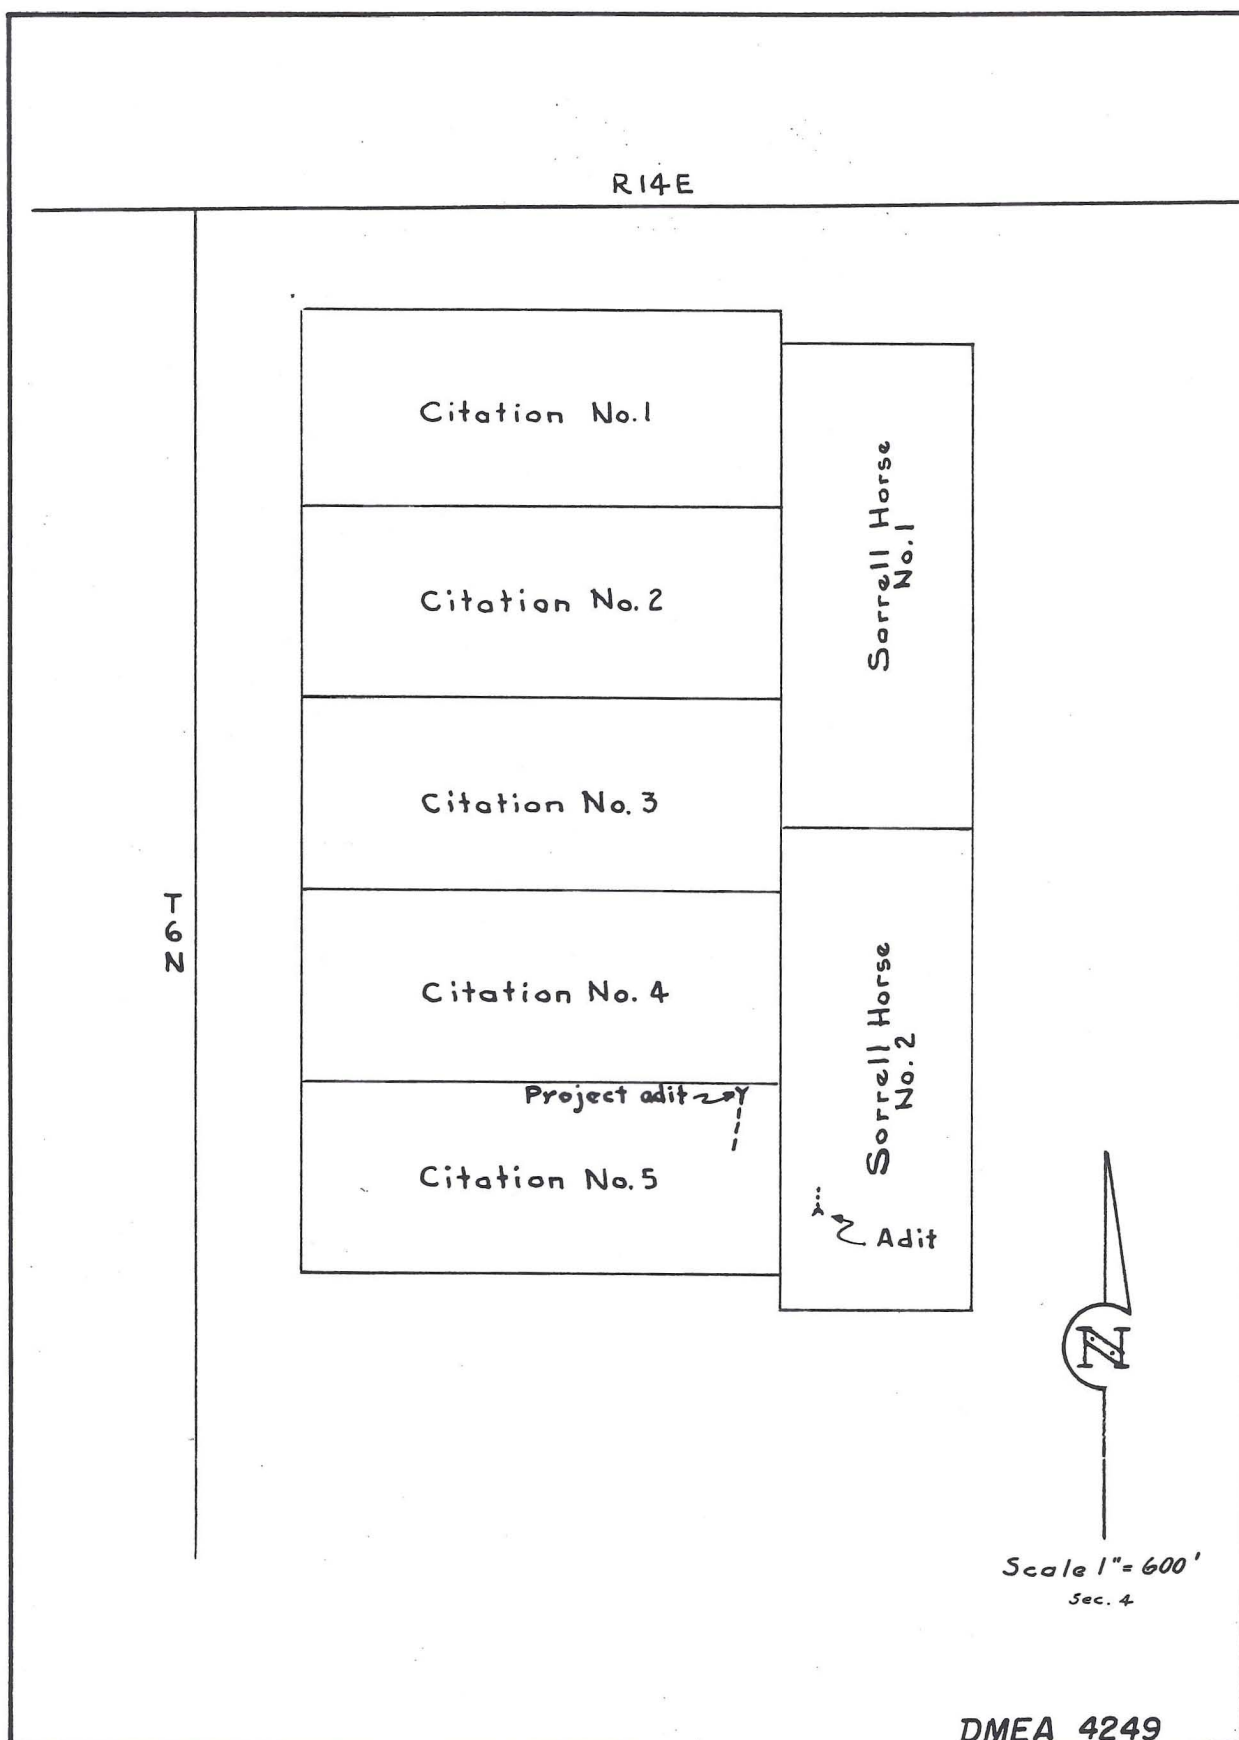 R14E
Citation No.1
Sorrell Horse
No.1
Citation No.2
Citation No.3
T
6
N
Citation No. 4
Sorrell Horse
No. 2
Project adit
Citation No.5
Adit
N
Scale 1"= 600'
Sec. 4
DMEA 4249